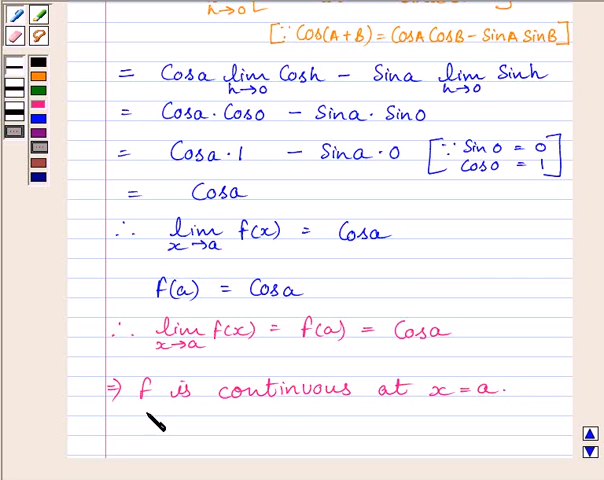 h→0
[∵ Cos(A + B) = CosA CosB - SinA SinB]
= Cosa lim Cosh - Sina lim Sinh
h→0 h→0
= Cosa · Cos0 - Sina · Sin0
= Cosa · 1 - Sina · 0 [∵ Sin 0 = 0
Cos0 = 1]
= Cosa
∴ lim f(x) = Cosa
x→a
f(a) = Cosa
∴ lim f(x) = f(a) = Cosa
x→a
⇒ f is continuous at x = a.